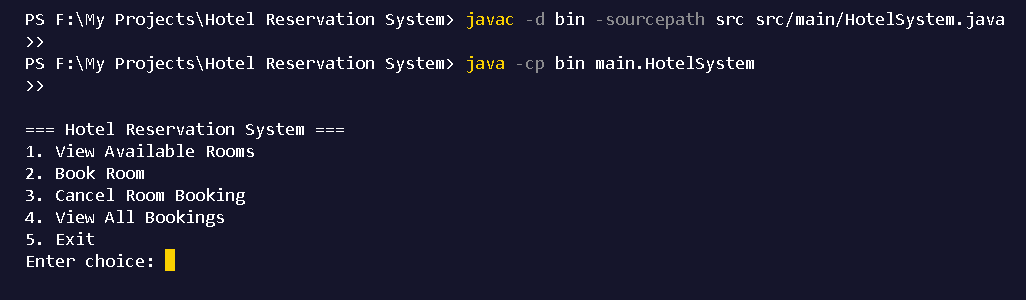 PS F:\My Projects\Hotel Reservation System> javac -d bin -sourcepath src src/main/HotelSystem.java
>>
PS F:\My Projects\Hotel Reservation System> java -cp bin main.HotelSystem
>>
=== Hotel Reservation System ===
1. View Available Rooms
2. Book Room
3. Cancel Room Booking
4. View All Bookings
5. Exit
Enter choice: